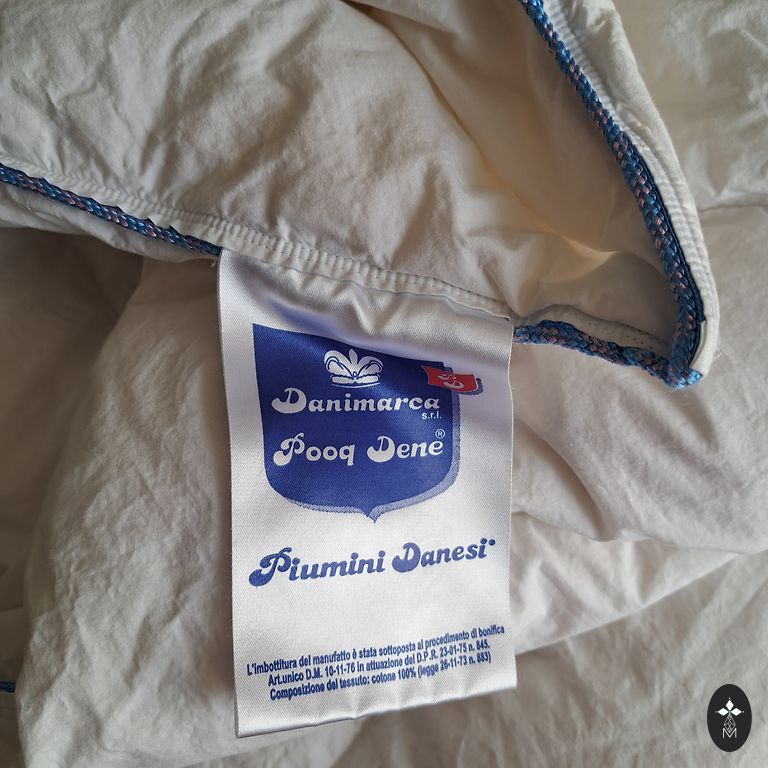 Danimarca
s.r.l.
Pooq Dene®
Piumini Danesi®
L'imbottitura del manufatto è stata sottoposta al procedimento di bonifica
Art.unico D.M. 10-11-76 in attuazione del D.P.R. 23-01-75 n. 845.
Composizione del tessuto: cotone 100% (legge 26-11-73 n. 883)
M